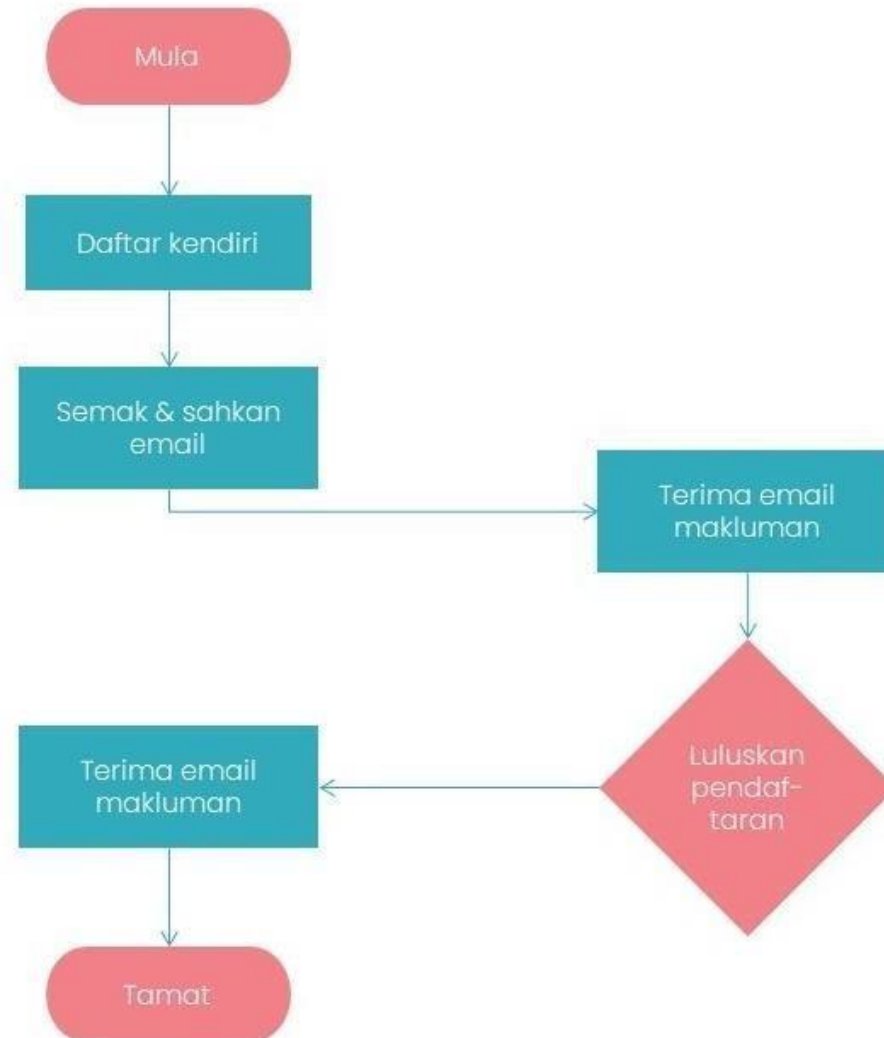 Mula
Daftar kendiri
Semak & sahkan
email
Terima email
makluman
Luluskan
pendaf-
taran
Terima email
makluman
Tamat